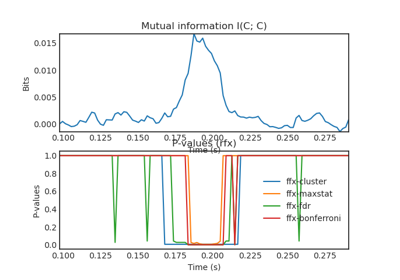 Mutual information I(C; C)
Bits
0.015
0.010
0.005
0.000
0.100 0.125 0.150 0.175 0.200 0.225 0.250 0.275
Time (s)
P-values (ffx)
P-values
1.0
0.8
0.6
0.4
0.2
0.0
ffx-cluster
ffx-maxstat
ffx-fdr
ffx-bonferroni
0.100 0.125 0.150 0.175 0.200 0.225 0.250 0.275
Time (s)